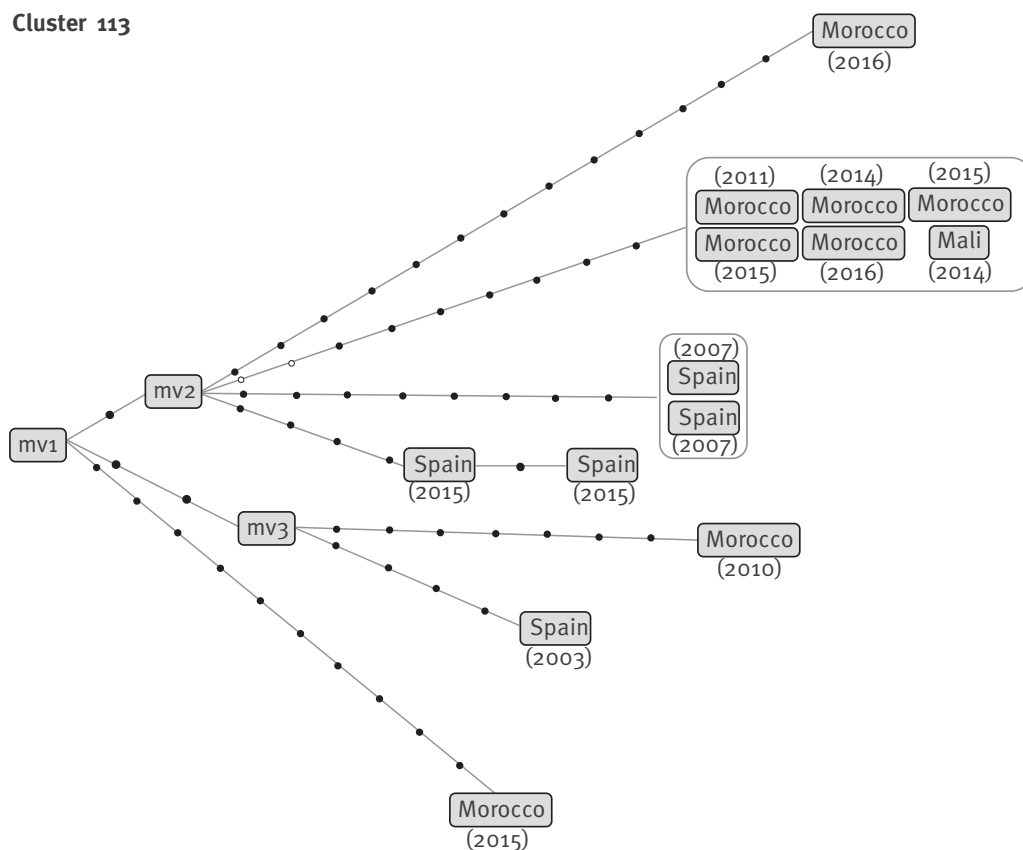 Cluster 113
Morocco
(2016)
(2011) (2014) (2015)
Morocco Morocco Morocco
Morocco Morocco Mali
(2015) (2016) (2014)
(2007)
Spain
Spain
(2007)
mv2
mv1
Spain Spain
(2015) (2015)
mv3
Morocco
(2010)
Spain
(2003)
Morocco
(2015)